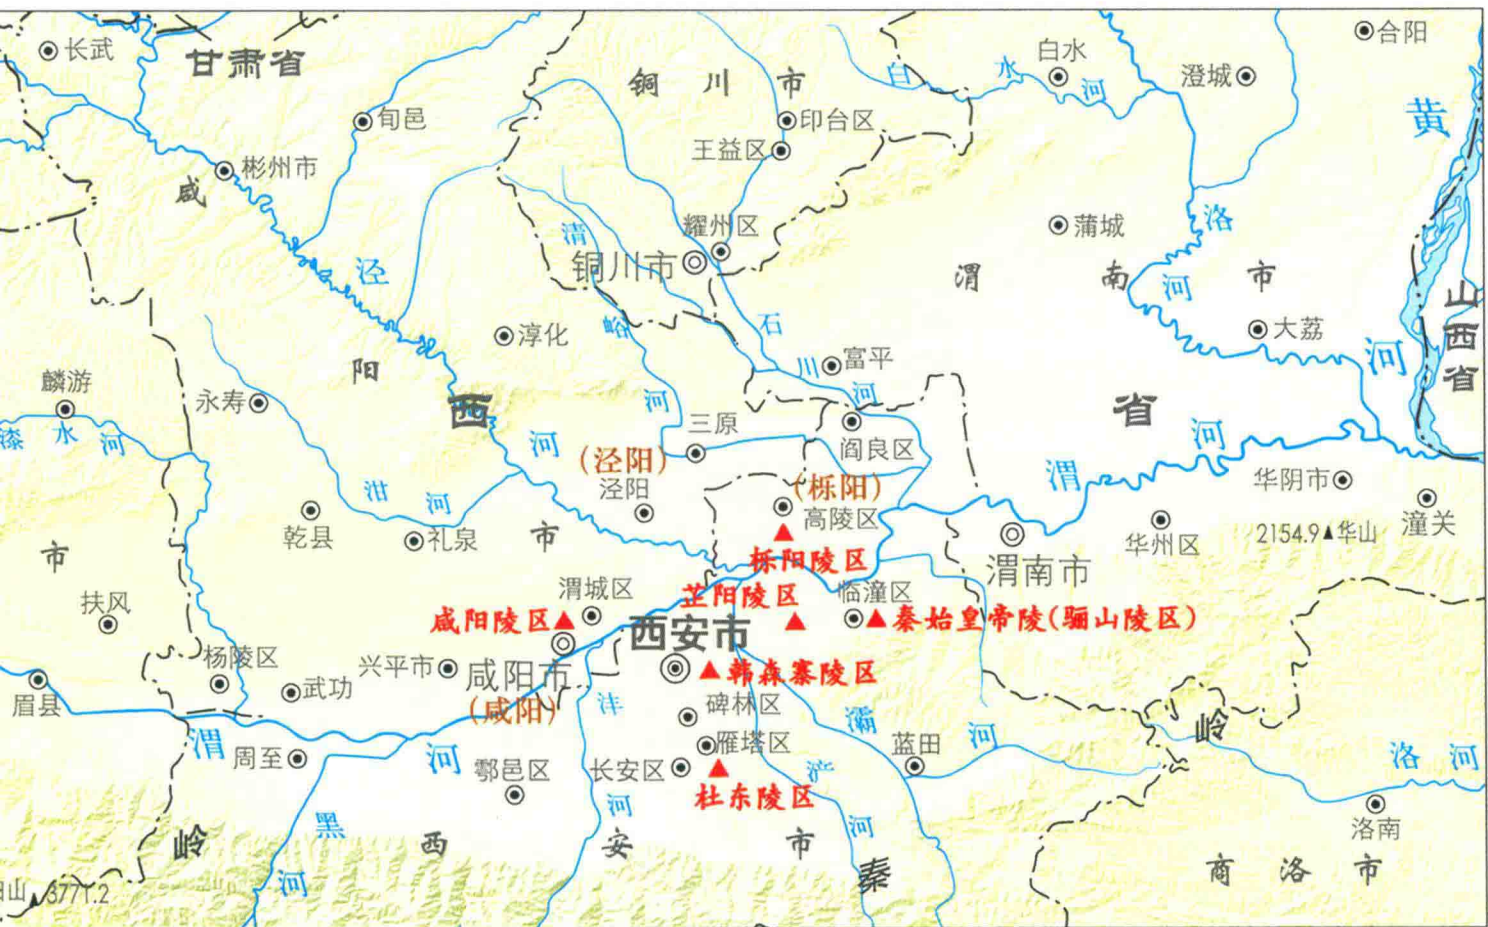 长武
甘肃省
铜川市
白水河
白水
澄城
合阳
黄河
旬邑
印台区
王益区
彬州市
咸阳市
耀州区
铜川市
清峪河
泾河
蒲城
洛河
渭南市
山西省
石川河
淳化
富平
大荔
麟游
永寿
漆水河
陕西省
三原
阎良区
渭河
(泾阳)
泾阳
(栎阳)
高陵区
华阴市
潼关
泔河
乾县
礼泉
市
栎阳陵区
渭南市
华州区
2154.9
华山
扶风
渭城区
芷阳陵区
临潼区
咸阳陵区
西安市
秦始皇帝陵(骊山陵区)
杨陵区
兴平市
咸阳市
韩森寨陵区
眉县
武功
(咸阳)
沣河
碑林区
灞河
岭
渭河
周至
鄠邑区
长安区
雁塔区
浐河
蓝田
洛河
杜东陵区
黑河
洛南
岭
西安市
秦
商洛市
山
3771.2